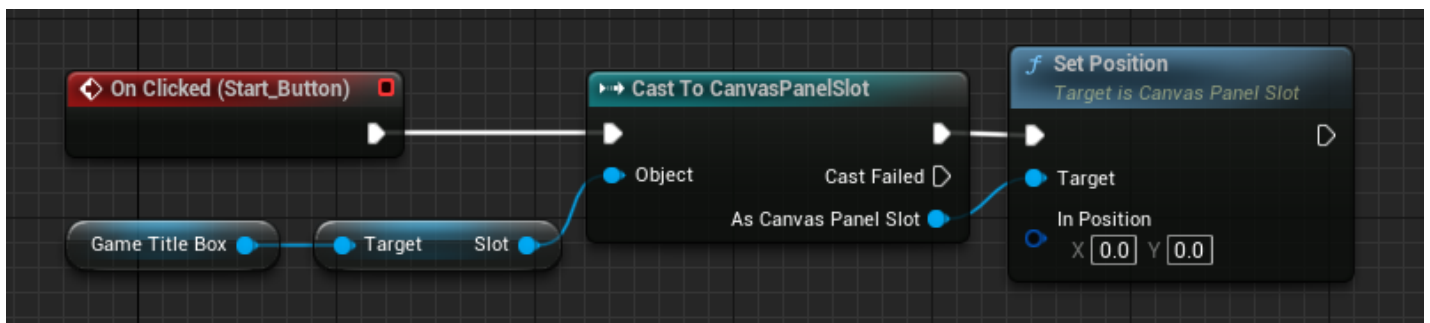 On Clicked (Start_Button)
Game Title Box
Target Slot
Cast To CanvasPanelSlot
Object Cast Failed
As Canvas Panel Slot
f Set Position
Target is Canvas Panel Slot
Target
In Position
X 0.0 Y 0.0